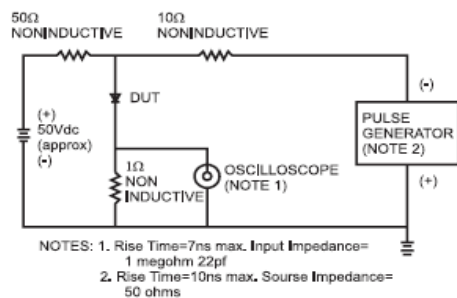 50Ω
NONINDUCTIVE
10Ω
NONINDUCTIVE
(+)
50Vdc
(approx)
(-)
DUT
1Ω
NON
INDUCTIVE
OSCILLOSCOPE
(NOTE 1)
(-)
PULSE
GENERATOR
(NOTE 2)
(+)
NOTES: 1. Rise Time=7ns max. Input Impedance=
1 megohm 22pf
2. Rise Time=10ns max. Sourse Impedance=
50 ohms